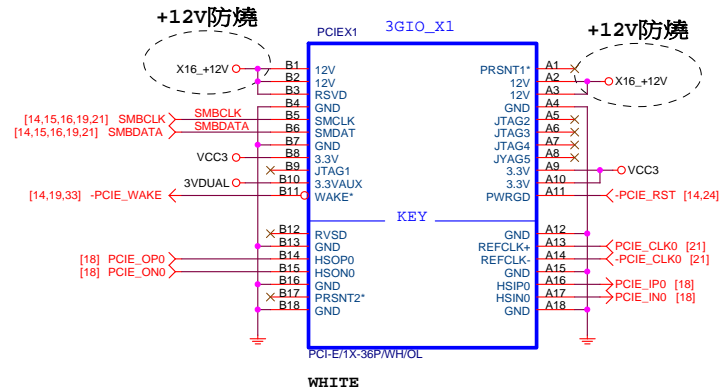 +12V防燒
+12V防燒
PCIEX1
3GIO_X1
X16_+12V
B1 12V
B2 12V
B3 RSVD
B4 GND
[14,15,16,19,21] SMBCLK SMBCLK B5 SMCLK
[14,15,16,19,21] SMBDATA SMBDATA B6 SMDAT
B7 GND
VCC3 B8 3.3V
B9 JTAG1
3VDUAL B10 3.3VAUX
[14,19,33] -PCIE_WAKE B11 WAKE*
PRSNT1* A1
12V A2 X16_+12V
12V A3
GND A4
JTAG2 A5
JTAG3 A6
JTAG4 A7
JYAG5 A8
3.3V A9 VCC3
3.3V A10
PWRGD A11 -PCIE_RST [14,24]
KEY
B12 RVSD
B13 GND
[18] PCIE_OP0 B14 HSOP0
[18] PCIE_ON0 B15 HSON0
B16 GND
B17 PRSNT2*
B18 GND
GND A12
REFCLK+ A13 PCIE_CLK0 [21]
REFCLK- A14 -PCIE_CLK0 [21]
GND A15
HSIP0 A16 PCIE_IP0 [18]
HSIN0 A17 PCIE_IN0 [18]
GND A18
PCI-E/1X-36P/WH/OL
WHITE